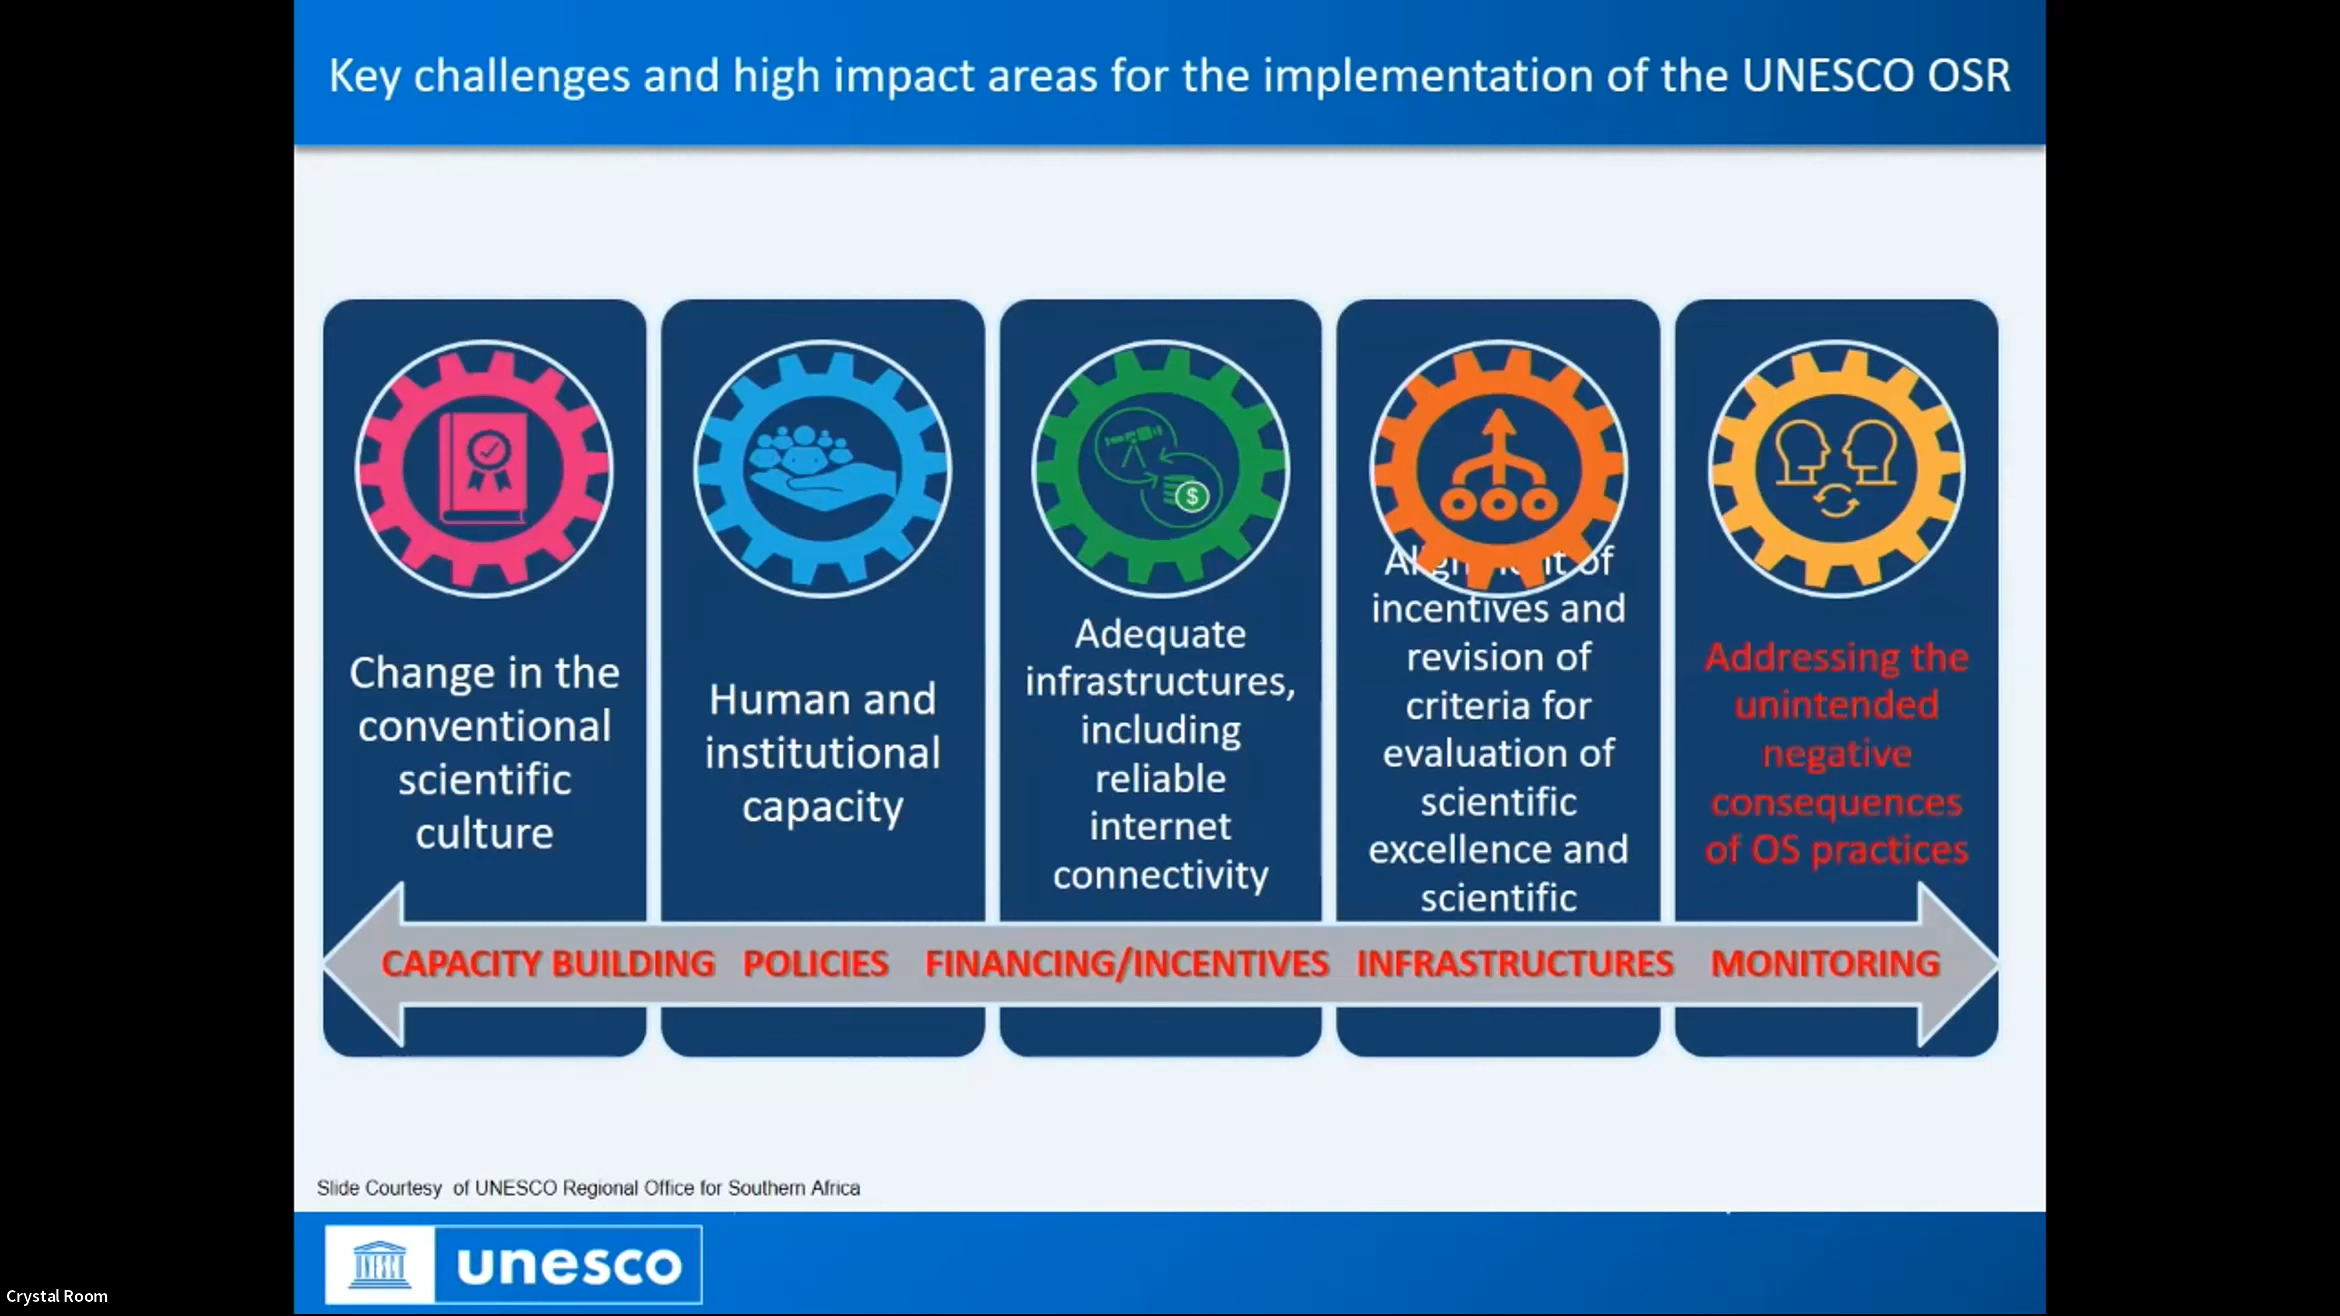 Key challenges and high impact areas for the implementation of the UNESCO OSR
Change in the
conventional
scientific
culture
Human and
institutional
capacity
$
Adequate
infrastructures,
including
reliable
internet
connectivity
of
incentives and
revision of
criteria for
evaluation of
scientific
excellence and
scientific
Addressing the
unintended
negative
consequences
of OS practices
CAPACITY BUILDING POLICIES FINANCING/INCENTIVES INFRASTRUCTURES MONITORING
Slide Courtesy of UNESCO Regional Office for Southern Africa
UNESCO
unesco
Crystal Room